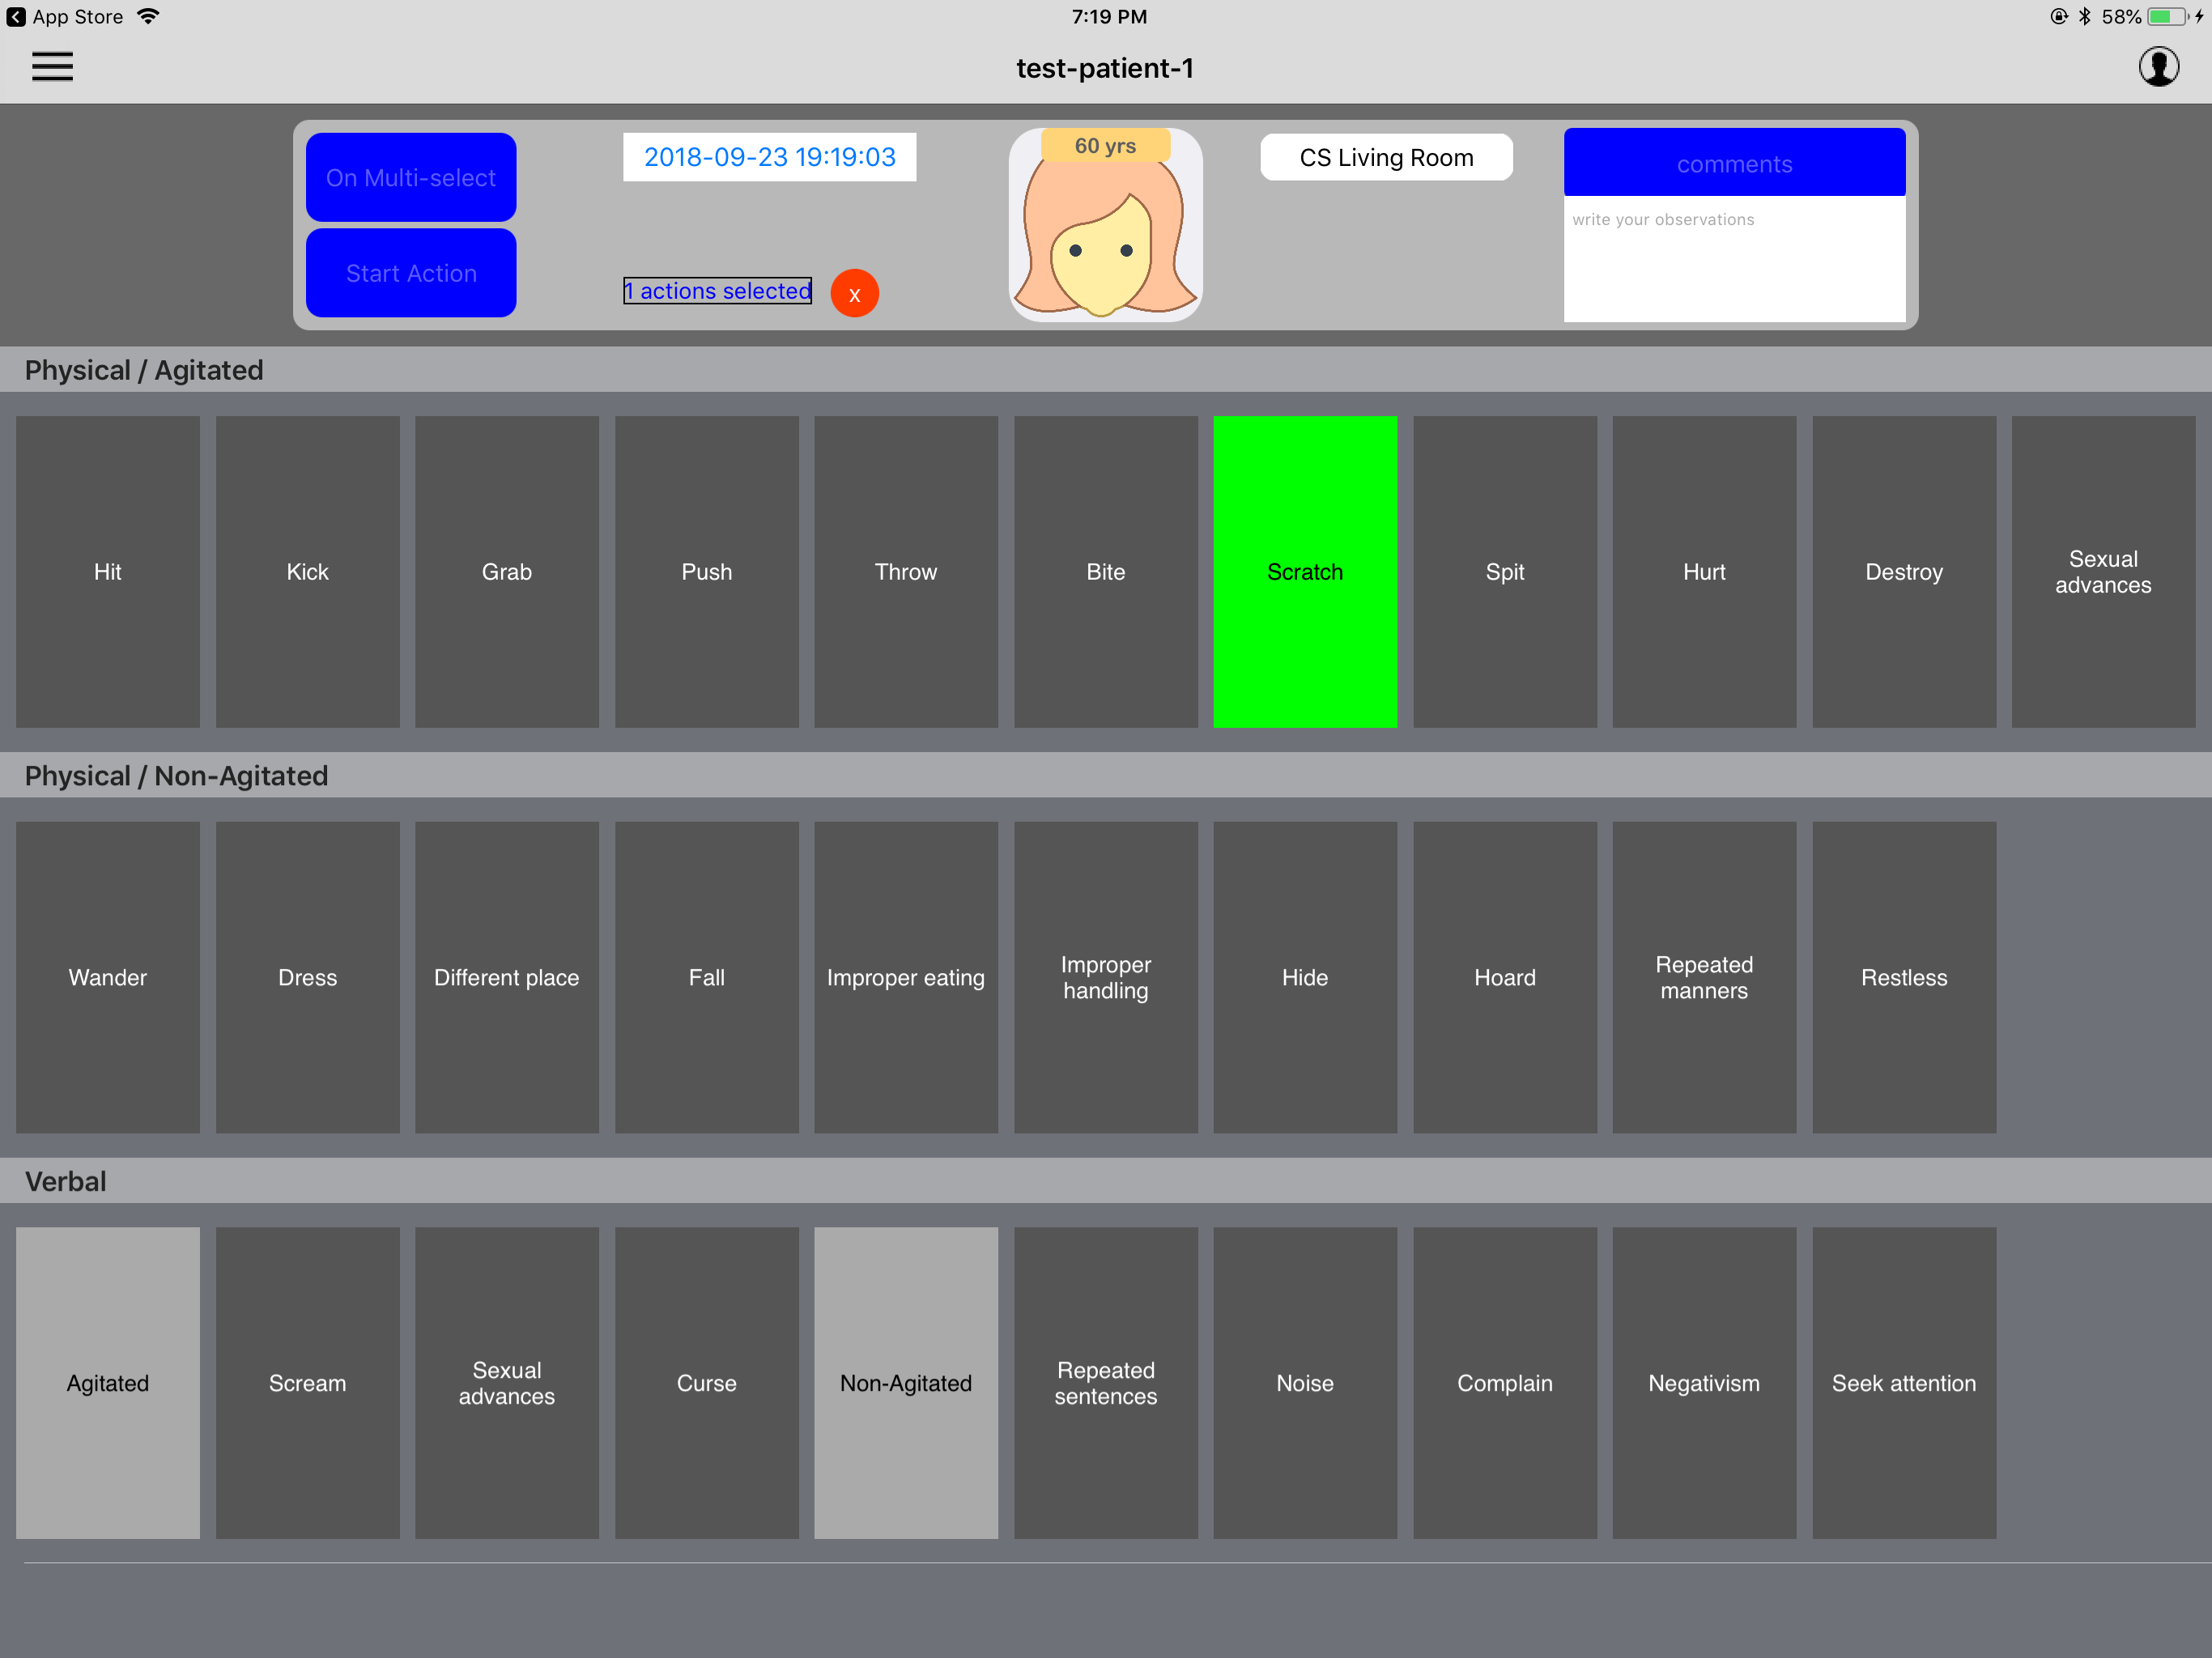 App Store
7:19 PM
58%
test-patient-1
On Multi-select
2018-09-23 19:19:03
60 yrs
CS Living Room
comments
write your observations
Start Action
1 actions selected
x
Physical / Agitated
Hit
Kick
Grab
Push
Throw
Bite
Scratch
Spit
Hurt
Destroy
Sexual
advances
Physical / Non-Agitated
Wander
Dress
Different place
Fall
Improper eating
Improper
handling
Hide
Hoard
Repeated
manners
Restless
Verbal
Agitated
Scream
Sexual
advances
Curse
Non-Agitated
Repeated
sentences
Noise
Complain
Negativism
Seek attention